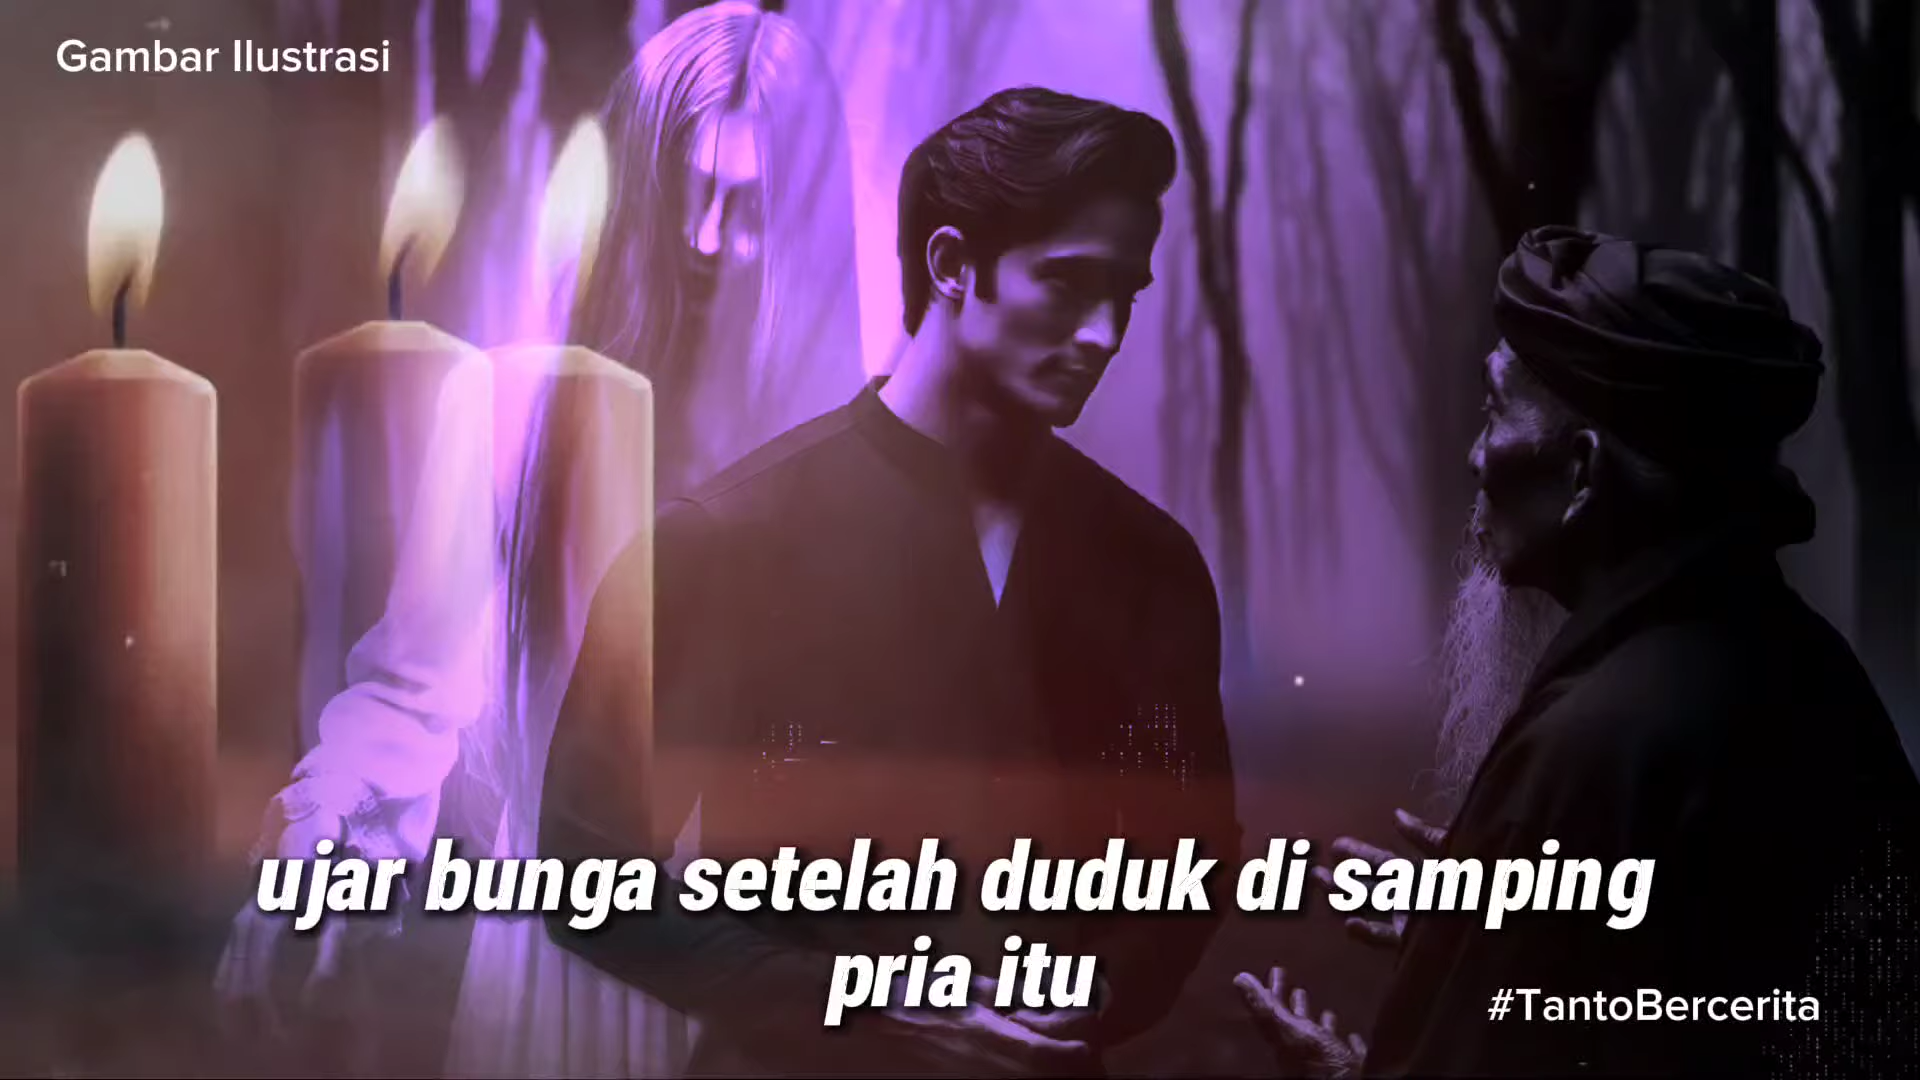 Gambar Ilustrasi
ujar bunga setelah duduk di samping
pria itu
#TantoBercerita